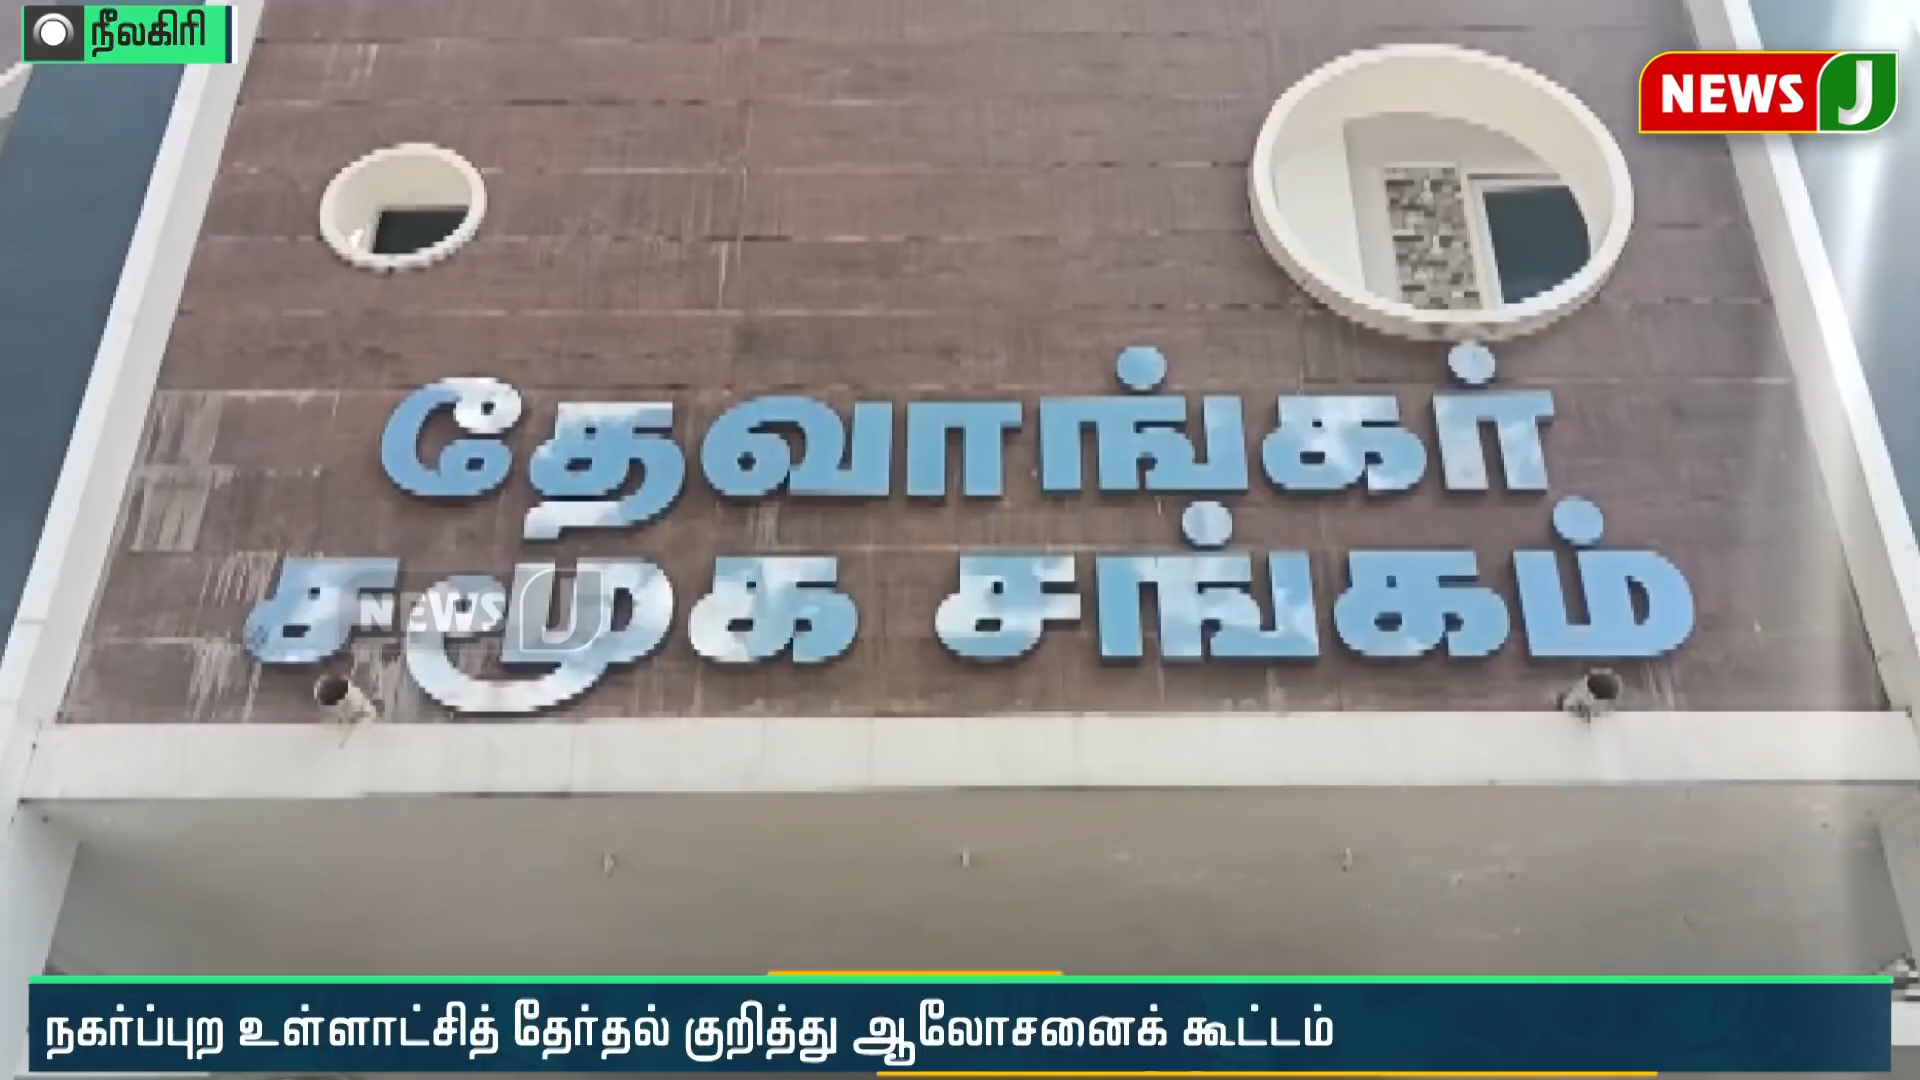 நீலகிரி
NEWS J
தேவாங்கர்
சமூக சங்கம்
NEWS J
நகர்ப்புற உள்ளாட்சித் தேர்தல் குறித்து ஆலோசனைக் கூட்டம்